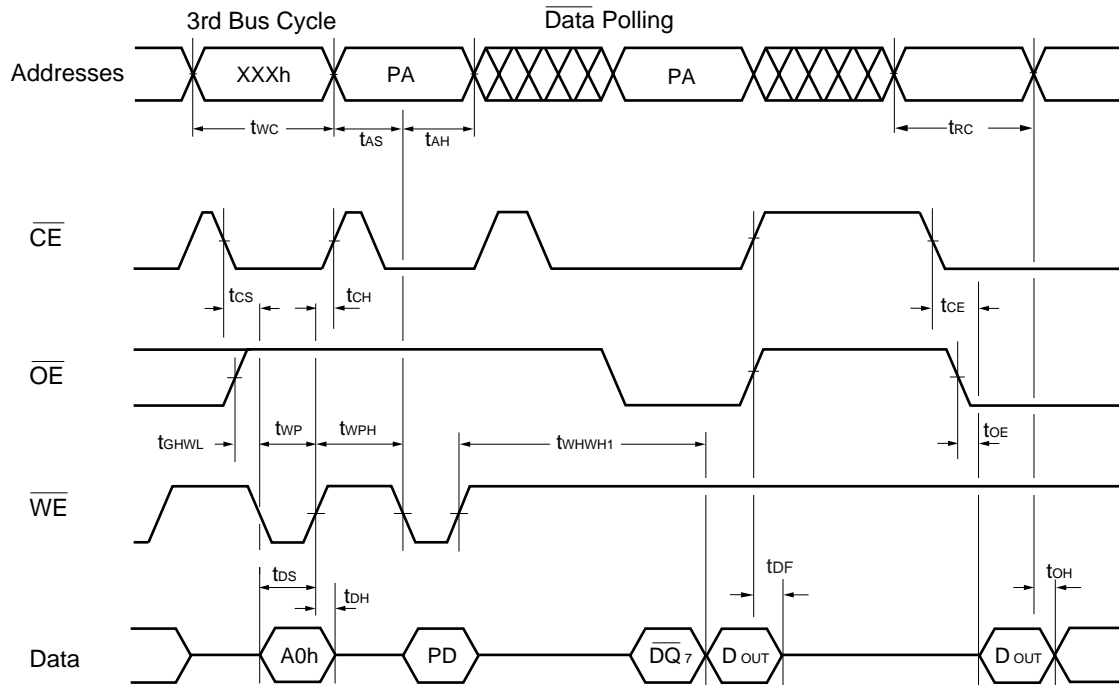 3rd Bus Cycle
Data Polling
Addresses
XXXh
PA
PA
tWC
tAS
tAH
tRC
CE
tCS
tCH
tCE
OE
tGHWL
tWP
tWPH
tWHWH1
tOE
WE
tDS
tDH
tDF
tOH
Data
A0h
PD
DQ7
DOUT
DOUT